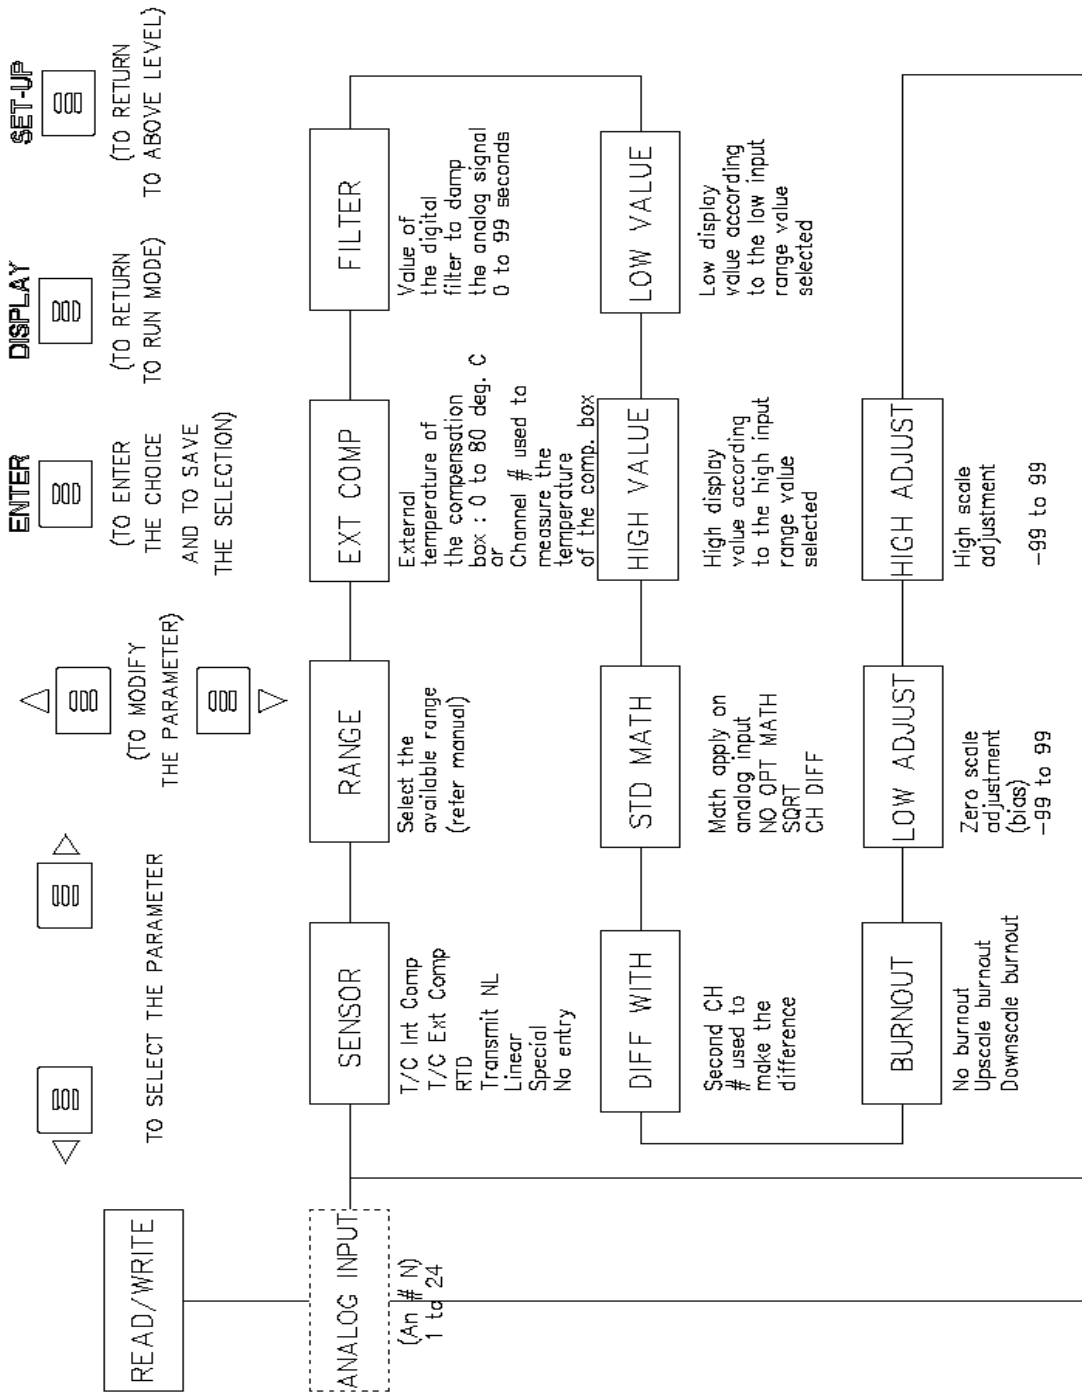 TO SELECT THE PARAMETER
(TO MODIFY
THE PARAMETER)
ENTER
(TO ENTER
THE CHOICE
AND TO SAVE
THE SELECTION)
DISPLAY
(TO RETURN
TO RUN MODE)
SET-UP
(TO RETURN
TO ABOVE LEVEL)
READ/WRITE
ANALOG INPUT
(An # N)
1 to 24
SENSOR
T/C Int Comp
T/C Ext Comp
RTD
Transmit NL
Linear
Special
No entry
RANGE
Select the
available range
(refer manual)
EXT COMP
External
temperature of
the compensation
box : 0 to 80 deg. C
or
Channel # used to
measure the
temperature
of the comp. box
FILTER
Value of
the digital
filter to damp
the analog signal
0 to 99 seconds
DIFF WITH
Second CH
# used to
make the
difference
STD MATH
Math apply on
analog input
NO OPT MATH
SQRT
CH DIFF
HIGH VALUE
High display
value according
to the high input
range value
selected
LOW VALUE
Low display
value according
to the low input
range value
selected
BURNOUT
No burnout
Upscale burnout
Downscale burnout
LOW ADJUST
Zero scale
adjustment
(bias)
-99 to 99
HIGH ADJUST
High scale
adjustment
-99 to 99